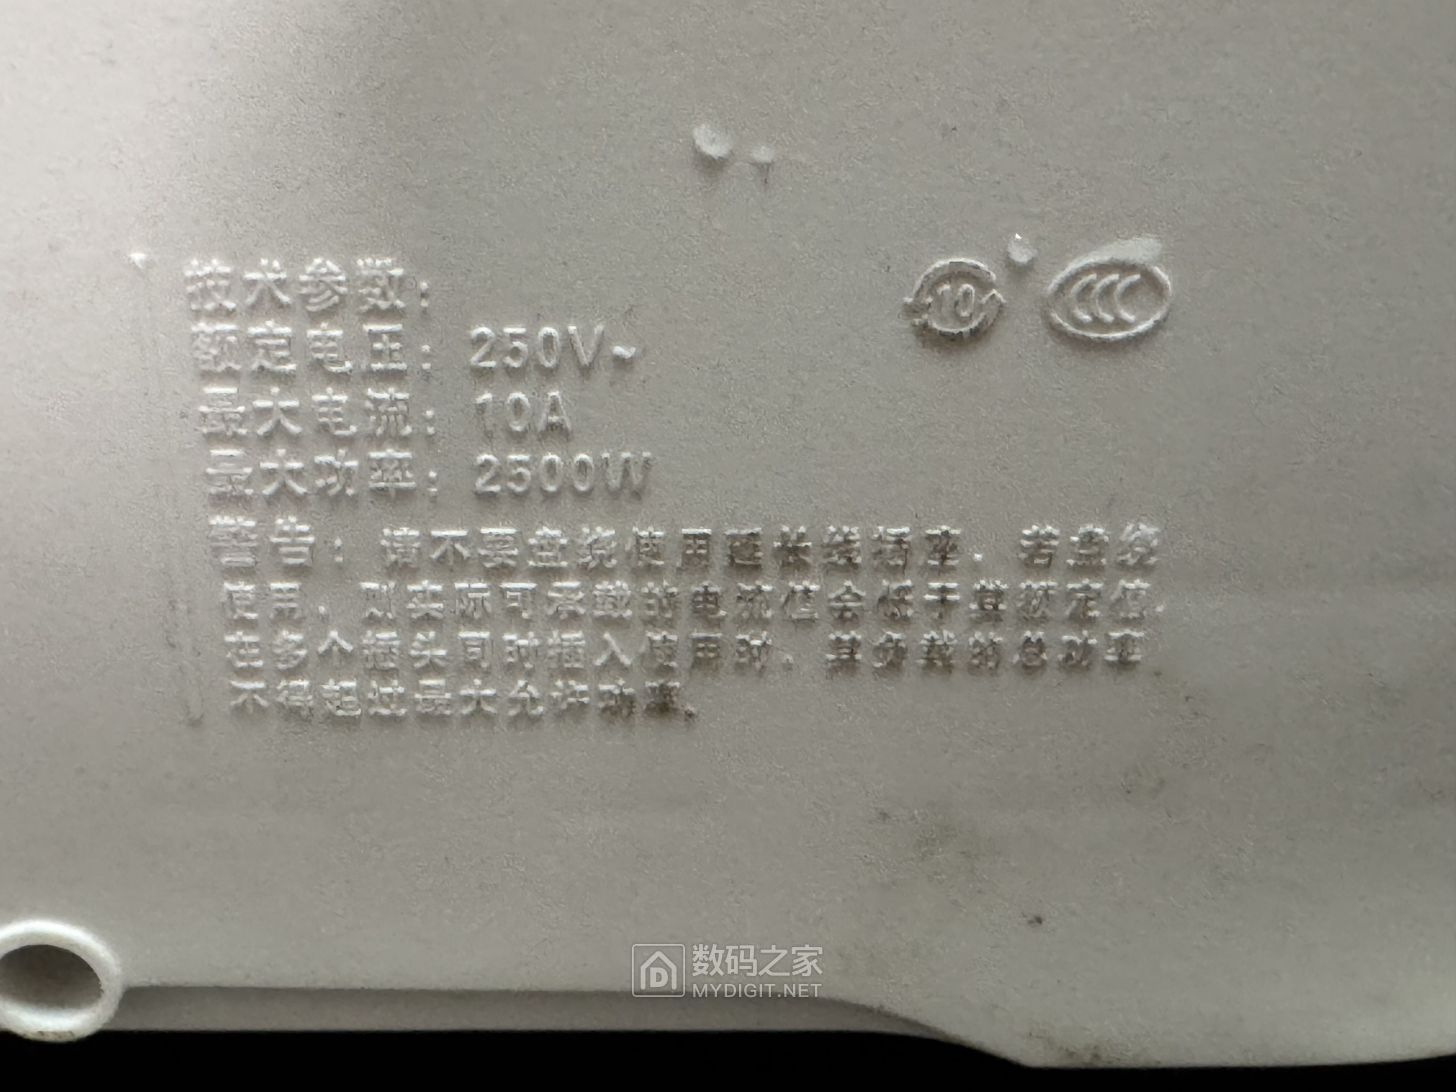 技术参数:
额定电压: 250V~
最大电流: 10A
最大功率: 2500W
10
CCC
警告: 请不要盘绕使用延长线插座. 若盘绕
使用, 则实际可承载的电流值会低于其额定值.
在多个插头同时插入使用时, 其负载的总功率
不得超过最大允许功率.
数码之家
MYDIGIT.NET